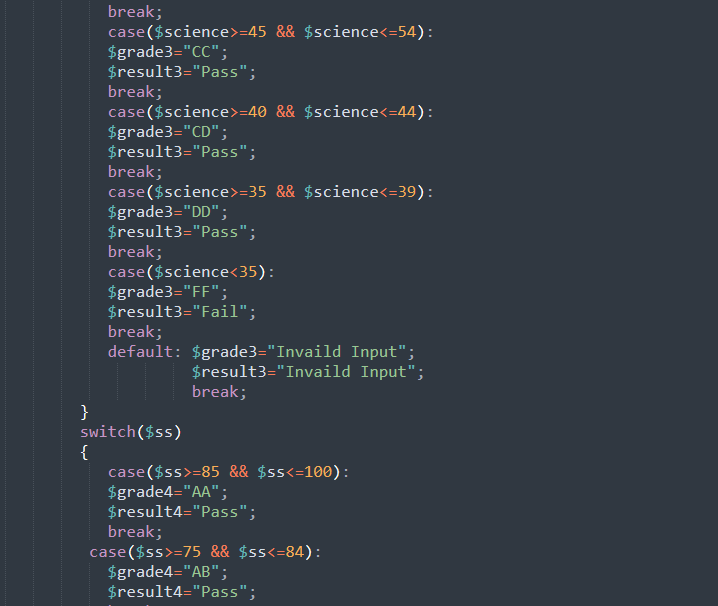 break;
case($science>=45 && $science<=54):
$grade3="CC";
$result3="Pass";
break;
case($science>=40 && $science<=44):
$grade3="CD";
$result3="Pass";
break;
case($science>=35 && $science<=39):
$grade3="DD";
$result3="Pass";
break;
case($science<35):
$grade3="FF";
$result3="Fail";
break;
default: $grade3="Invaild Input";
$result3="Invaild Input";
break;
}
switch($ss)
{
case($ss>=85 && $ss<=100):
$grade4="AA";
$result4="Pass";
break;
case($ss>=75 && $ss<=84):
$grade4="AB";
$result4="Pass";